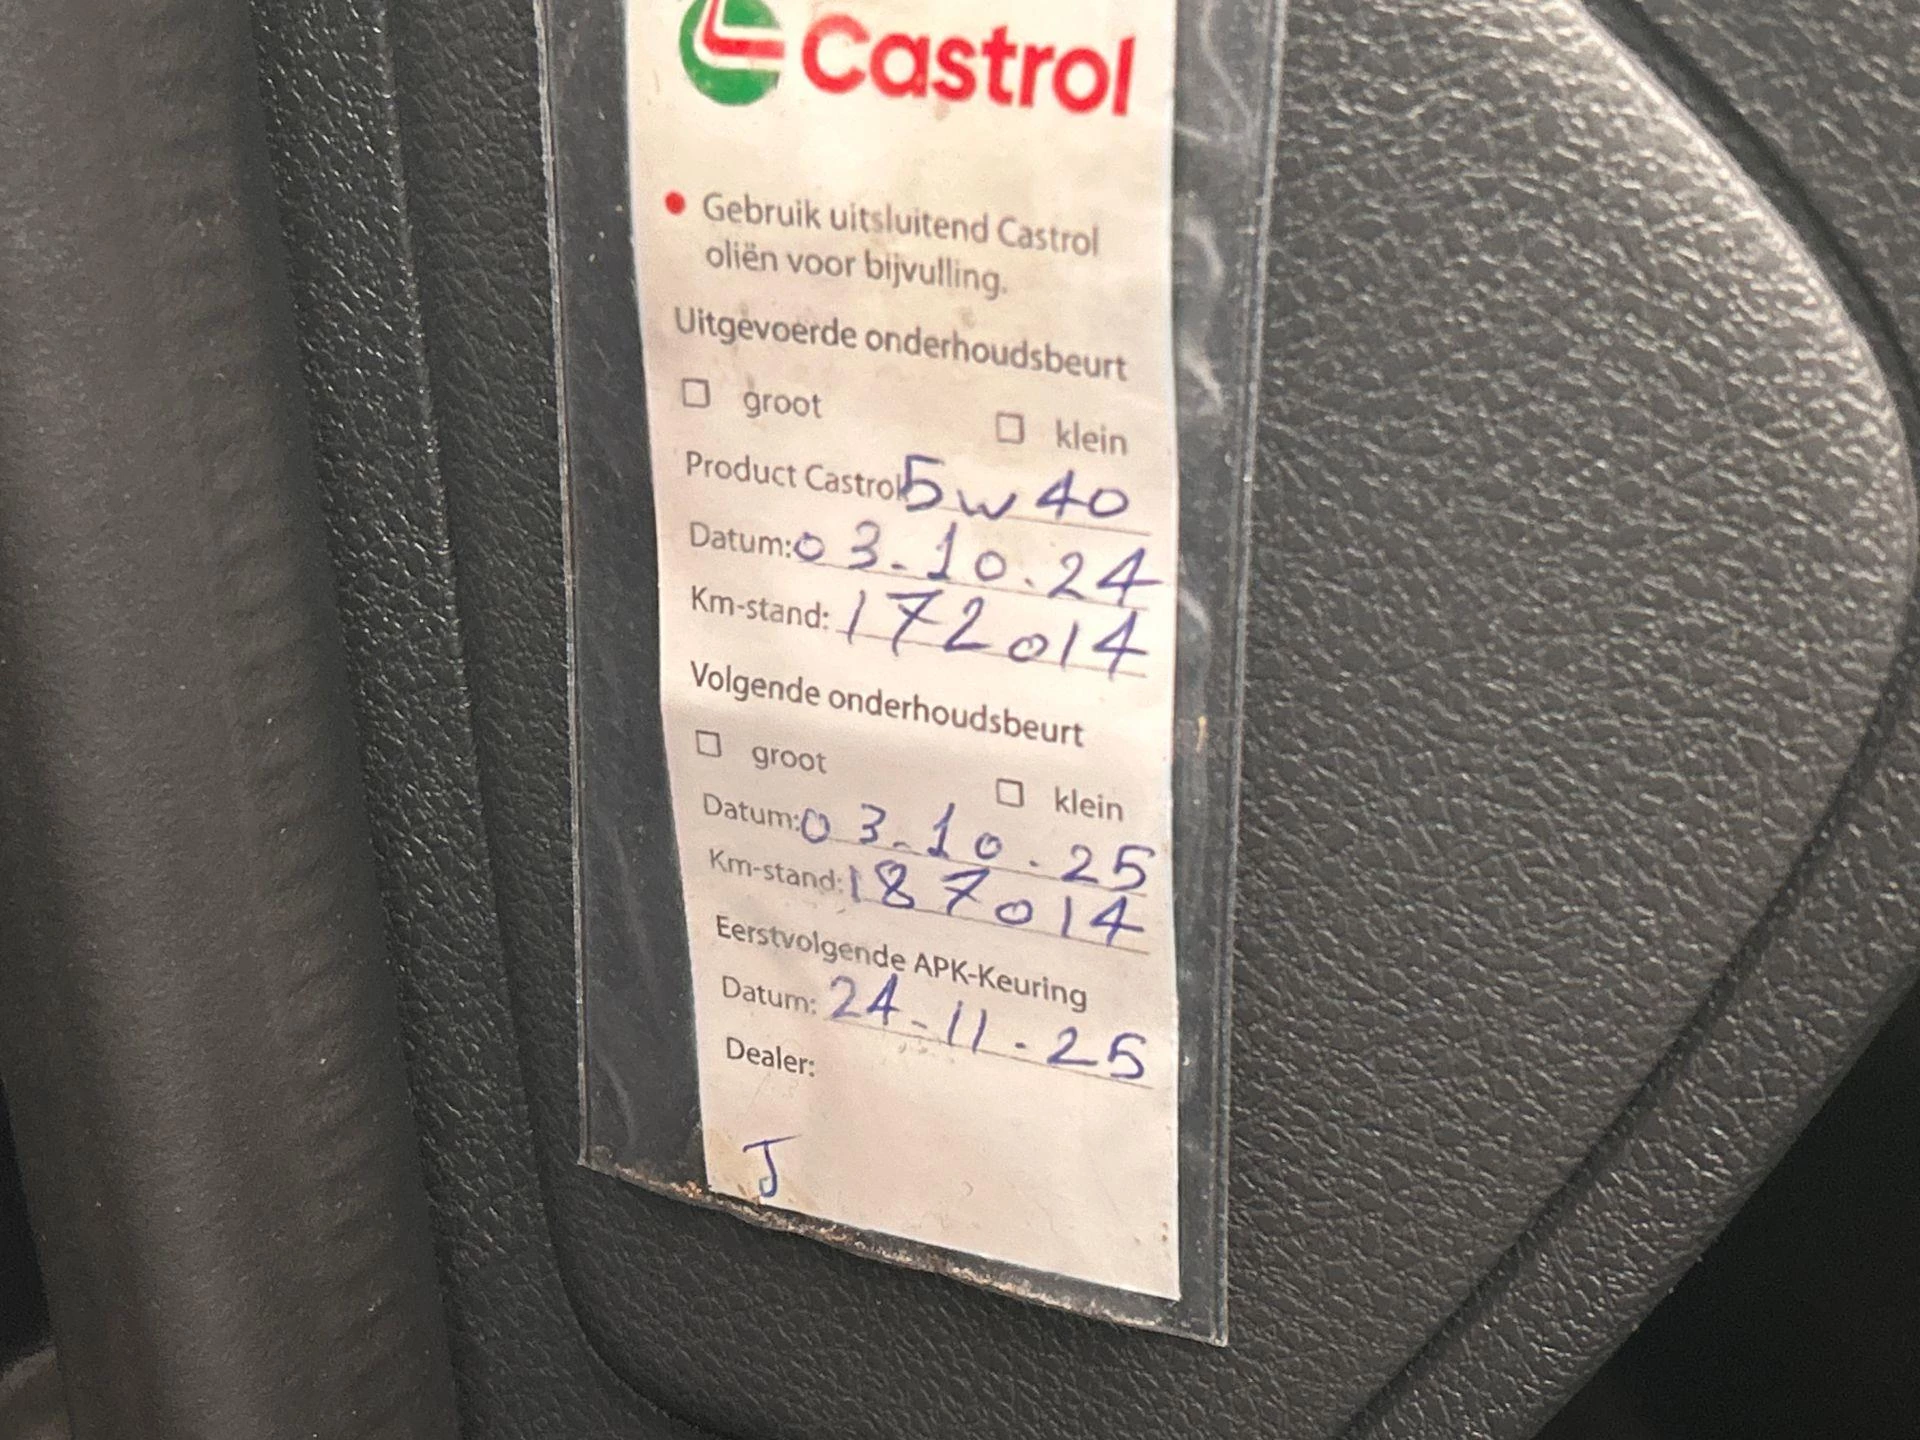 Castrol
• Gebruik uitsluitend Castrol
oliën voor bijvulling.
Uitgevoerde onderhoudsbeurt
☐ groot ☐ klein
Product Castrol 5w40
Datum: 03.10.24
Km-stand: 172014
Volgende onderhoudsbeurt
☐ groot ☐ klein
Datum: 03.10.25
Km-stand: 187014
Eerstvolgende APK-Keuring
Datum: 24-11.25
Dealer:
J